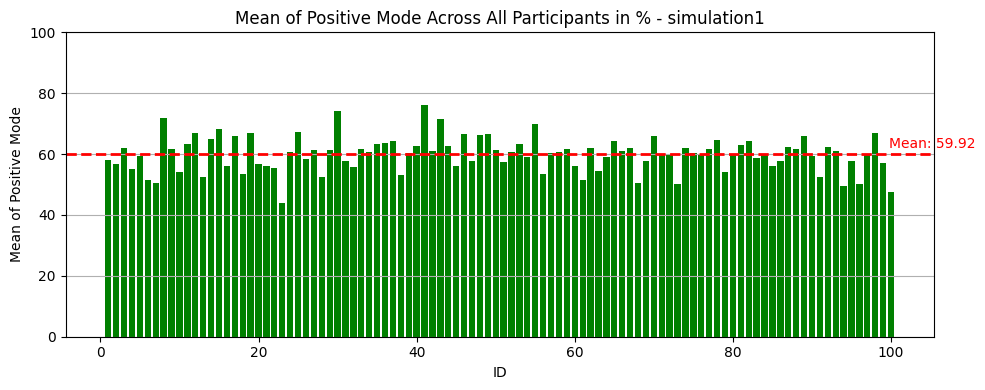 Mean of Positive Mode Across All Participants in % - simulation1
Mean of Positive Mode
100
80
60
40
20
0
Mean: 59.92
0 20 40 60 80 100
ID